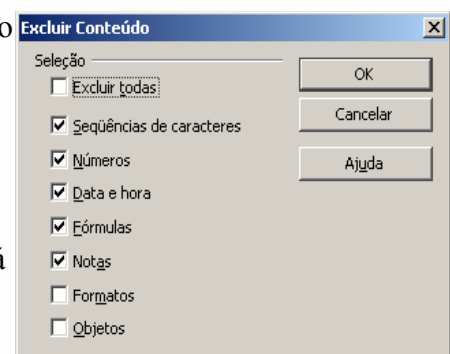 o
Excluir Conteúdo
Seleção
Excluir todas
Seqüências de caracteres
Números
Data e hora
Fórmulas
Notas
Formatos
Objetos
OK
Cancelar
Ajuda
á